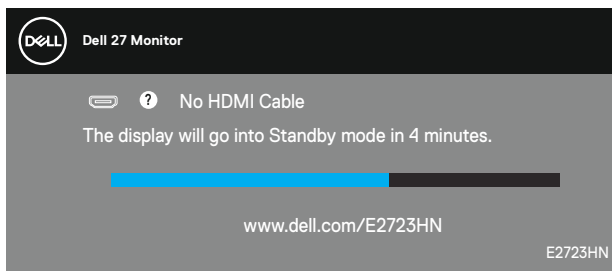 DELL
Dell 27 Monitor
? No HDMI Cable
The display will go into Standby mode in 4 minutes.
www.dell.com/E2723HN
E2723HN